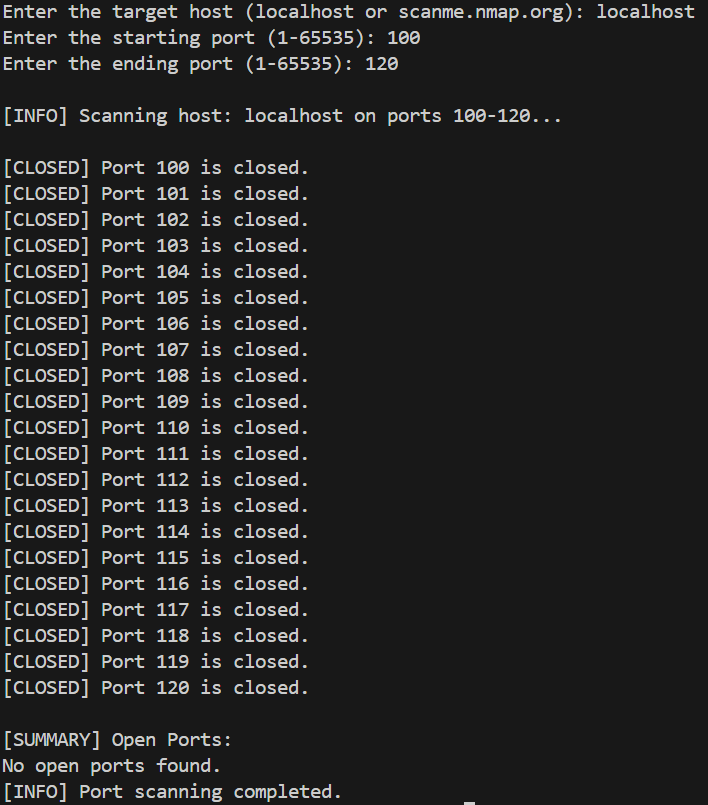 Enter the target host (localhost or scanme.nmap.org): localhost
Enter the starting port (1-65535): 100
Enter the ending port (1-65535): 120
[INFO] Scanning host: localhost on ports 100-120...
[CLOSED] Port 100 is closed.
[CLOSED] Port 101 is closed.
[CLOSED] Port 102 is closed.
[CLOSED] Port 103 is closed.
[CLOSED] Port 104 is closed.
[CLOSED] Port 105 is closed.
[CLOSED] Port 106 is closed.
[CLOSED] Port 107 is closed.
[CLOSED] Port 108 is closed.
[CLOSED] Port 109 is closed.
[CLOSED] Port 110 is closed.
[CLOSED] Port 111 is closed.
[CLOSED] Port 112 is closed.
[CLOSED] Port 113 is closed.
[CLOSED] Port 114 is closed.
[CLOSED] Port 115 is closed.
[CLOSED] Port 116 is closed.
[CLOSED] Port 117 is closed.
[CLOSED] Port 118 is closed.
[CLOSED] Port 119 is closed.
[CLOSED] Port 120 is closed.
[SUMMARY] Open Ports:
No open ports found.
[INFO] Port scanning completed.